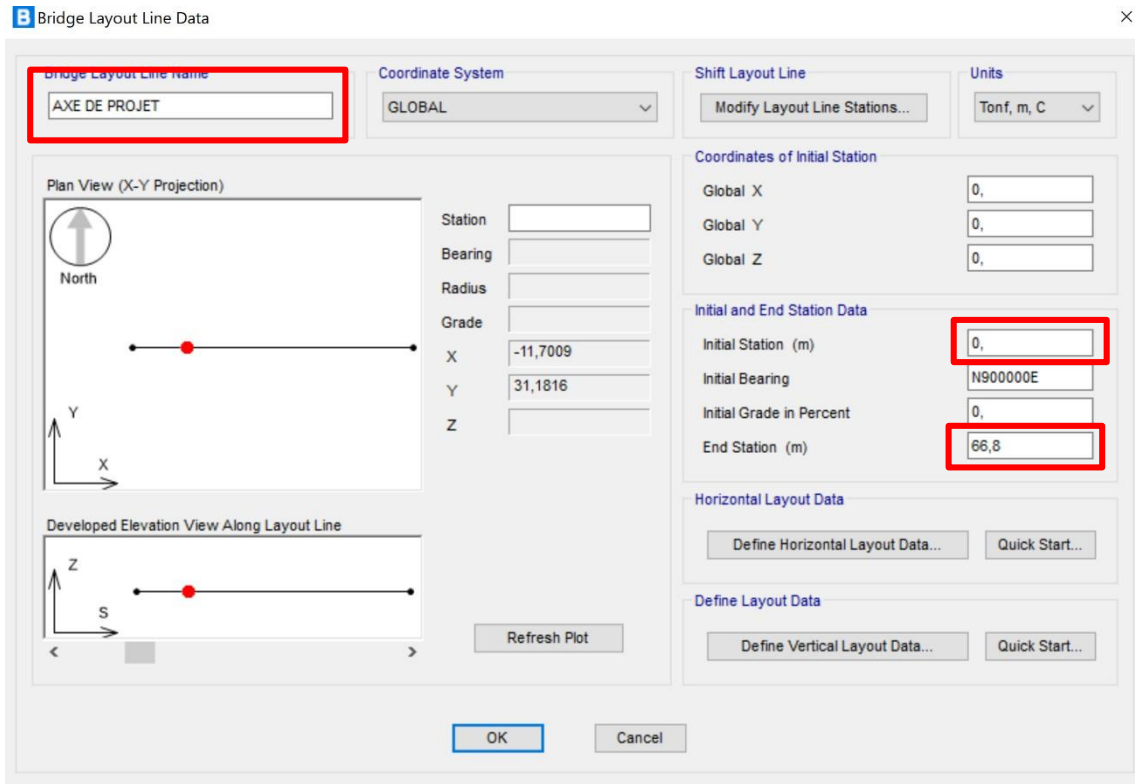 B Bridge Layout Line Data
Bridge Layout Line Name
AXE DE PROJET
Coordinate System
GLOBAL
Shift Layout Line
Modify Layout Line Stations...
Units
Tonf, m, C
Plan View (X-Y Projection)
North
Y
X
Station
Bearing
Radius
Grade
X -11,7009
Y 31,1816
Z
Coordinates of Initial Station
Global X 0,
Global Y 0,
Global Z 0,
Initial and End Station Data
Initial Station (m) 0,
Initial Bearing N900000E
Initial Grade in Percent 0,
End Station (m) 66,8
Developed Elevation View Along Layout Line
Z
S
Refresh Plot
Horizontal Layout Data
Define Horizontal Layout Data... Quick Start...
Define Layout Data
Define Vertical Layout Data... Quick Start...
OK Cancel